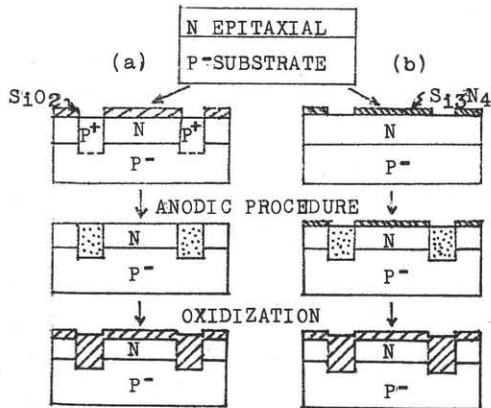 N EPITAXIAL
(a) P⁻SUBSTRATE (b)
SiO₂ Si₃N₄
P⁺ N P⁺ N
P⁻ P⁻
ANODIC PROCEDURE
N N
P⁻ P⁻
OXIDIZATION
N N
P⁻ P⁻